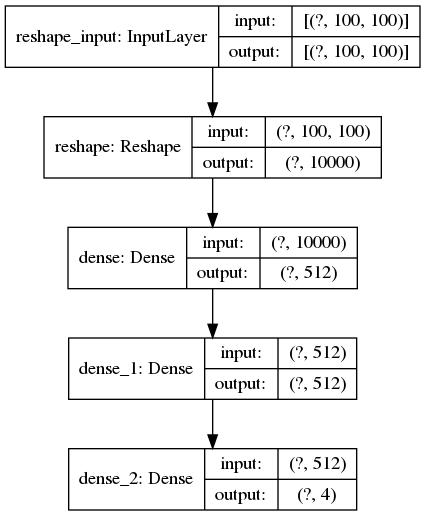 reshape_input: InputLayer
input: [(?, 100, 100)]
output: [(?, 100, 100)]
reshape: Reshape
input: (?, 100, 100)
output: (?, 10000)
dense: Dense
input: (?, 10000)
output: (?, 512)
dense_1: Dense
input: (?, 512)
output: (?, 512)
dense_2: Dense
input: (?, 512)
output: (?, 4)